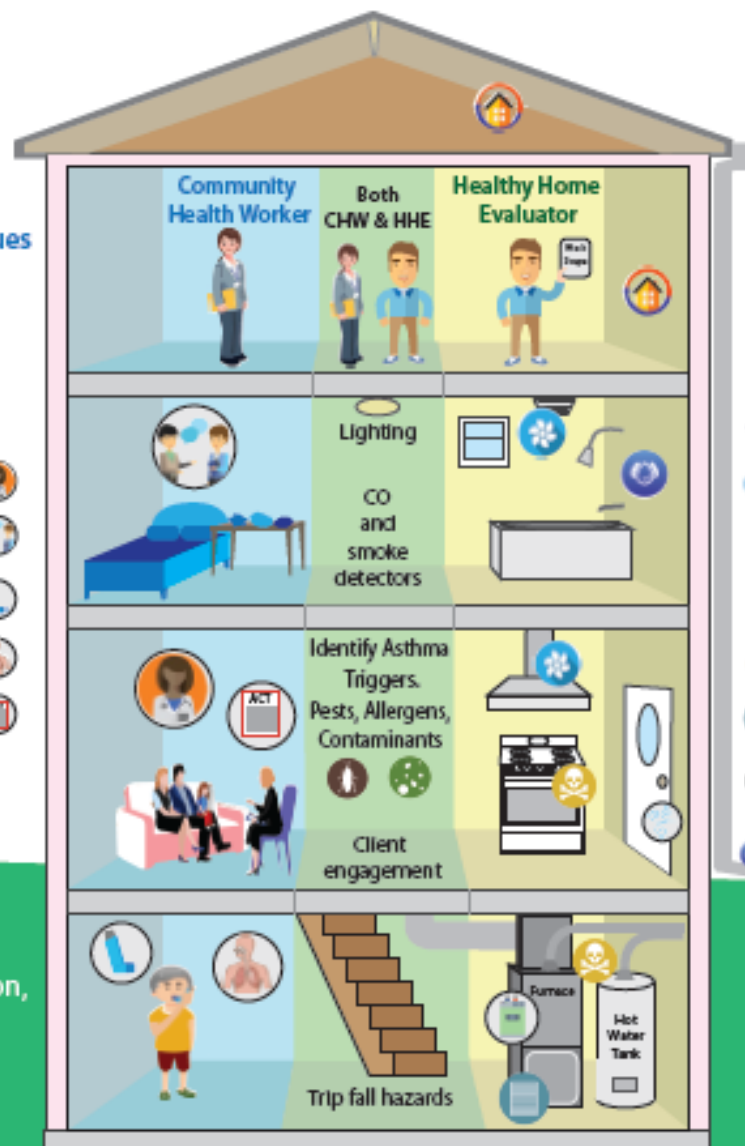 Community
Health Worker
Both
CHW & HHE
Healthy Home
Evaluator
ues
Lighting
CO
and
smoke
detectors
Identify Asthma
Triggers.
Pests, Allergens,
Contaminants
ACT
Client
engagement
on,
Furnace
Hot
Water
Tank
Trip fall hazards